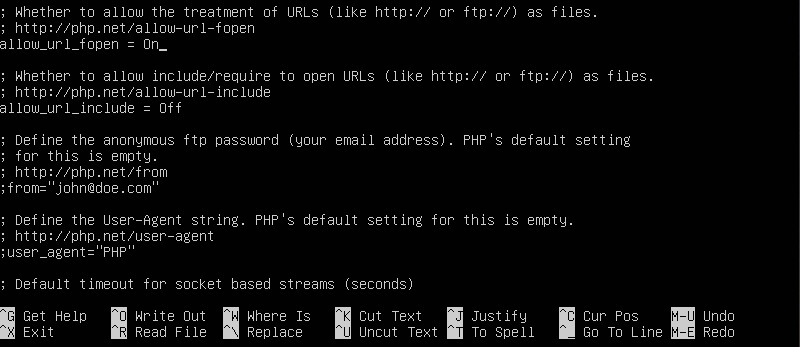 ; Whether to allow the treatment of URLs (like http:// or ftp://) as files.
; http://php.net/allow-url-fopen
allow_url_fopen = On_

; Whether to allow include/require to open URLs (like http:// or ftp://) as files.
; http://php.net/allow-url-include
allow_url_include = Off

; Define the anonymous ftp password (your email address). PHP's default setting
; for this is empty.
; http://php.net/from
;from="john@doe.com"

; Define the User-Agent string. PHP's default setting for this is empty.
; http://php.net/user-agent
;user_agent="PHP"

; Default timeout for socket based streams (seconds)

^G Get Help ^O Write Out ^W Where Is ^K Cut Text ^J Justify ^C Cur Pos M-U Undo
^X Exit ^R Read File ^\ Replace ^U Uncut Text ^T To Spell ^_ Go To Line M-E Redo